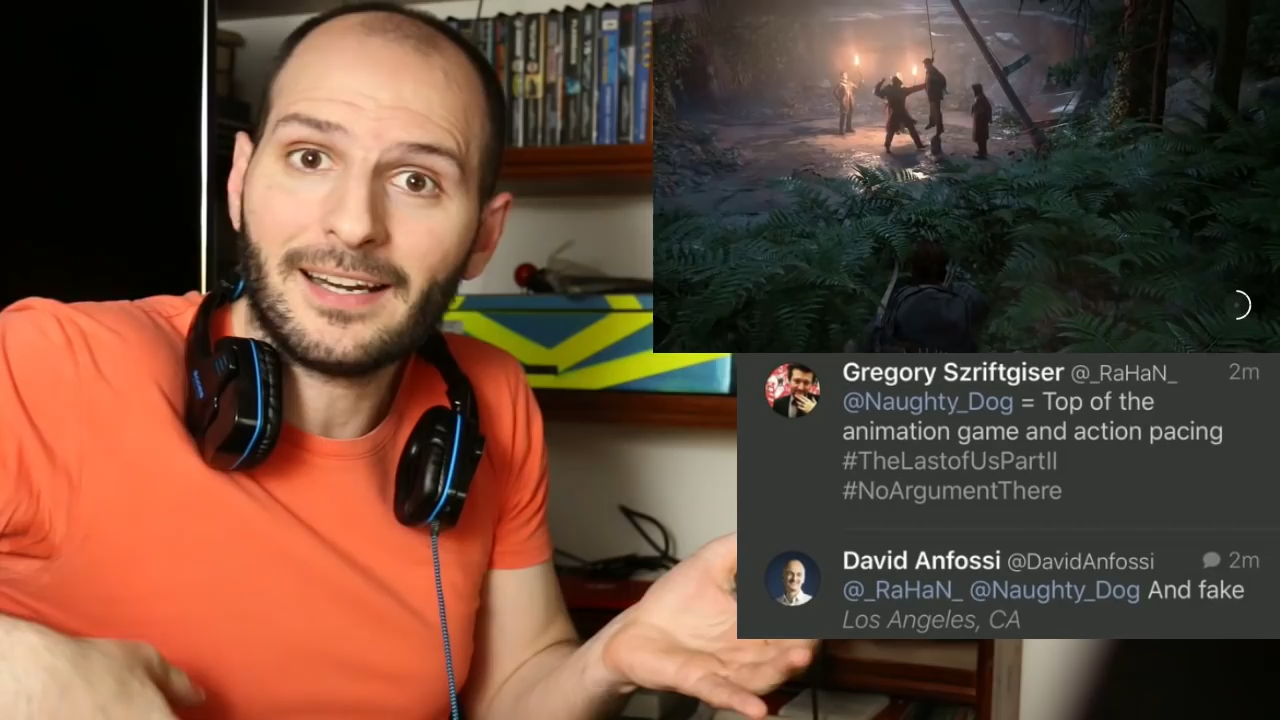 Gregory Szriftgiser @_RaHaN_ 2m
@Naughty_Dog = Top of the
animation game and action pacing
#TheLastofUsPartII
#NoArgumentThere
David Anfossi @DavidAnfossi 2m
@_RaHaN_ @Naughty_Dog And fake
Los Angeles, CA